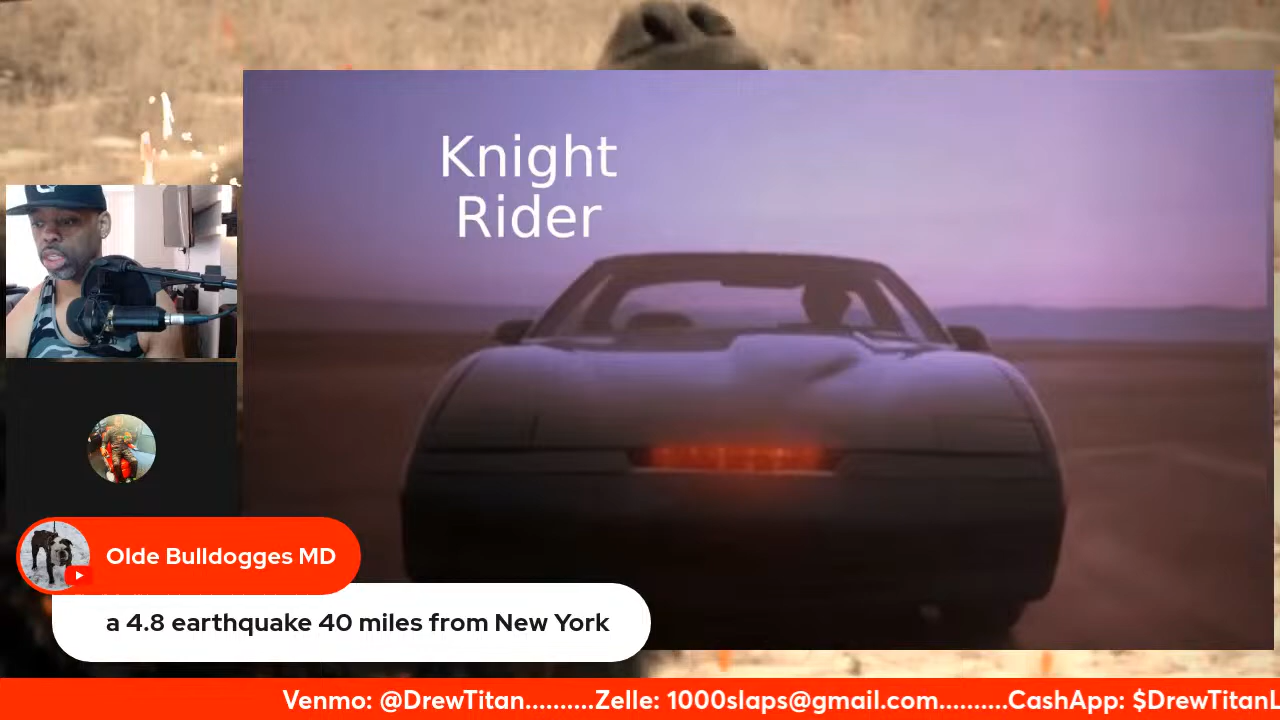 Knight
Rider
Olde Bulldogges MD
a 4.8 earthquake 40 miles from New York
Venmo: @DrewTitan..........Zelle: 1000slaps@gmail.com..........CashApp: $DrewTitanL